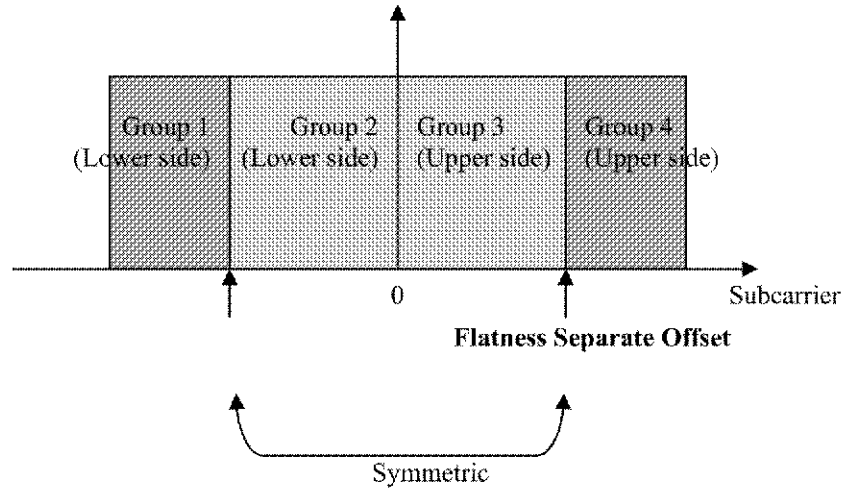 Group 1
(Lower side)
Group 2
(Lower side)
Group 3
(Upper side)
Group 4
(Upper side)
0
Subcarrier
Flatness Separate Offset
Symmetric